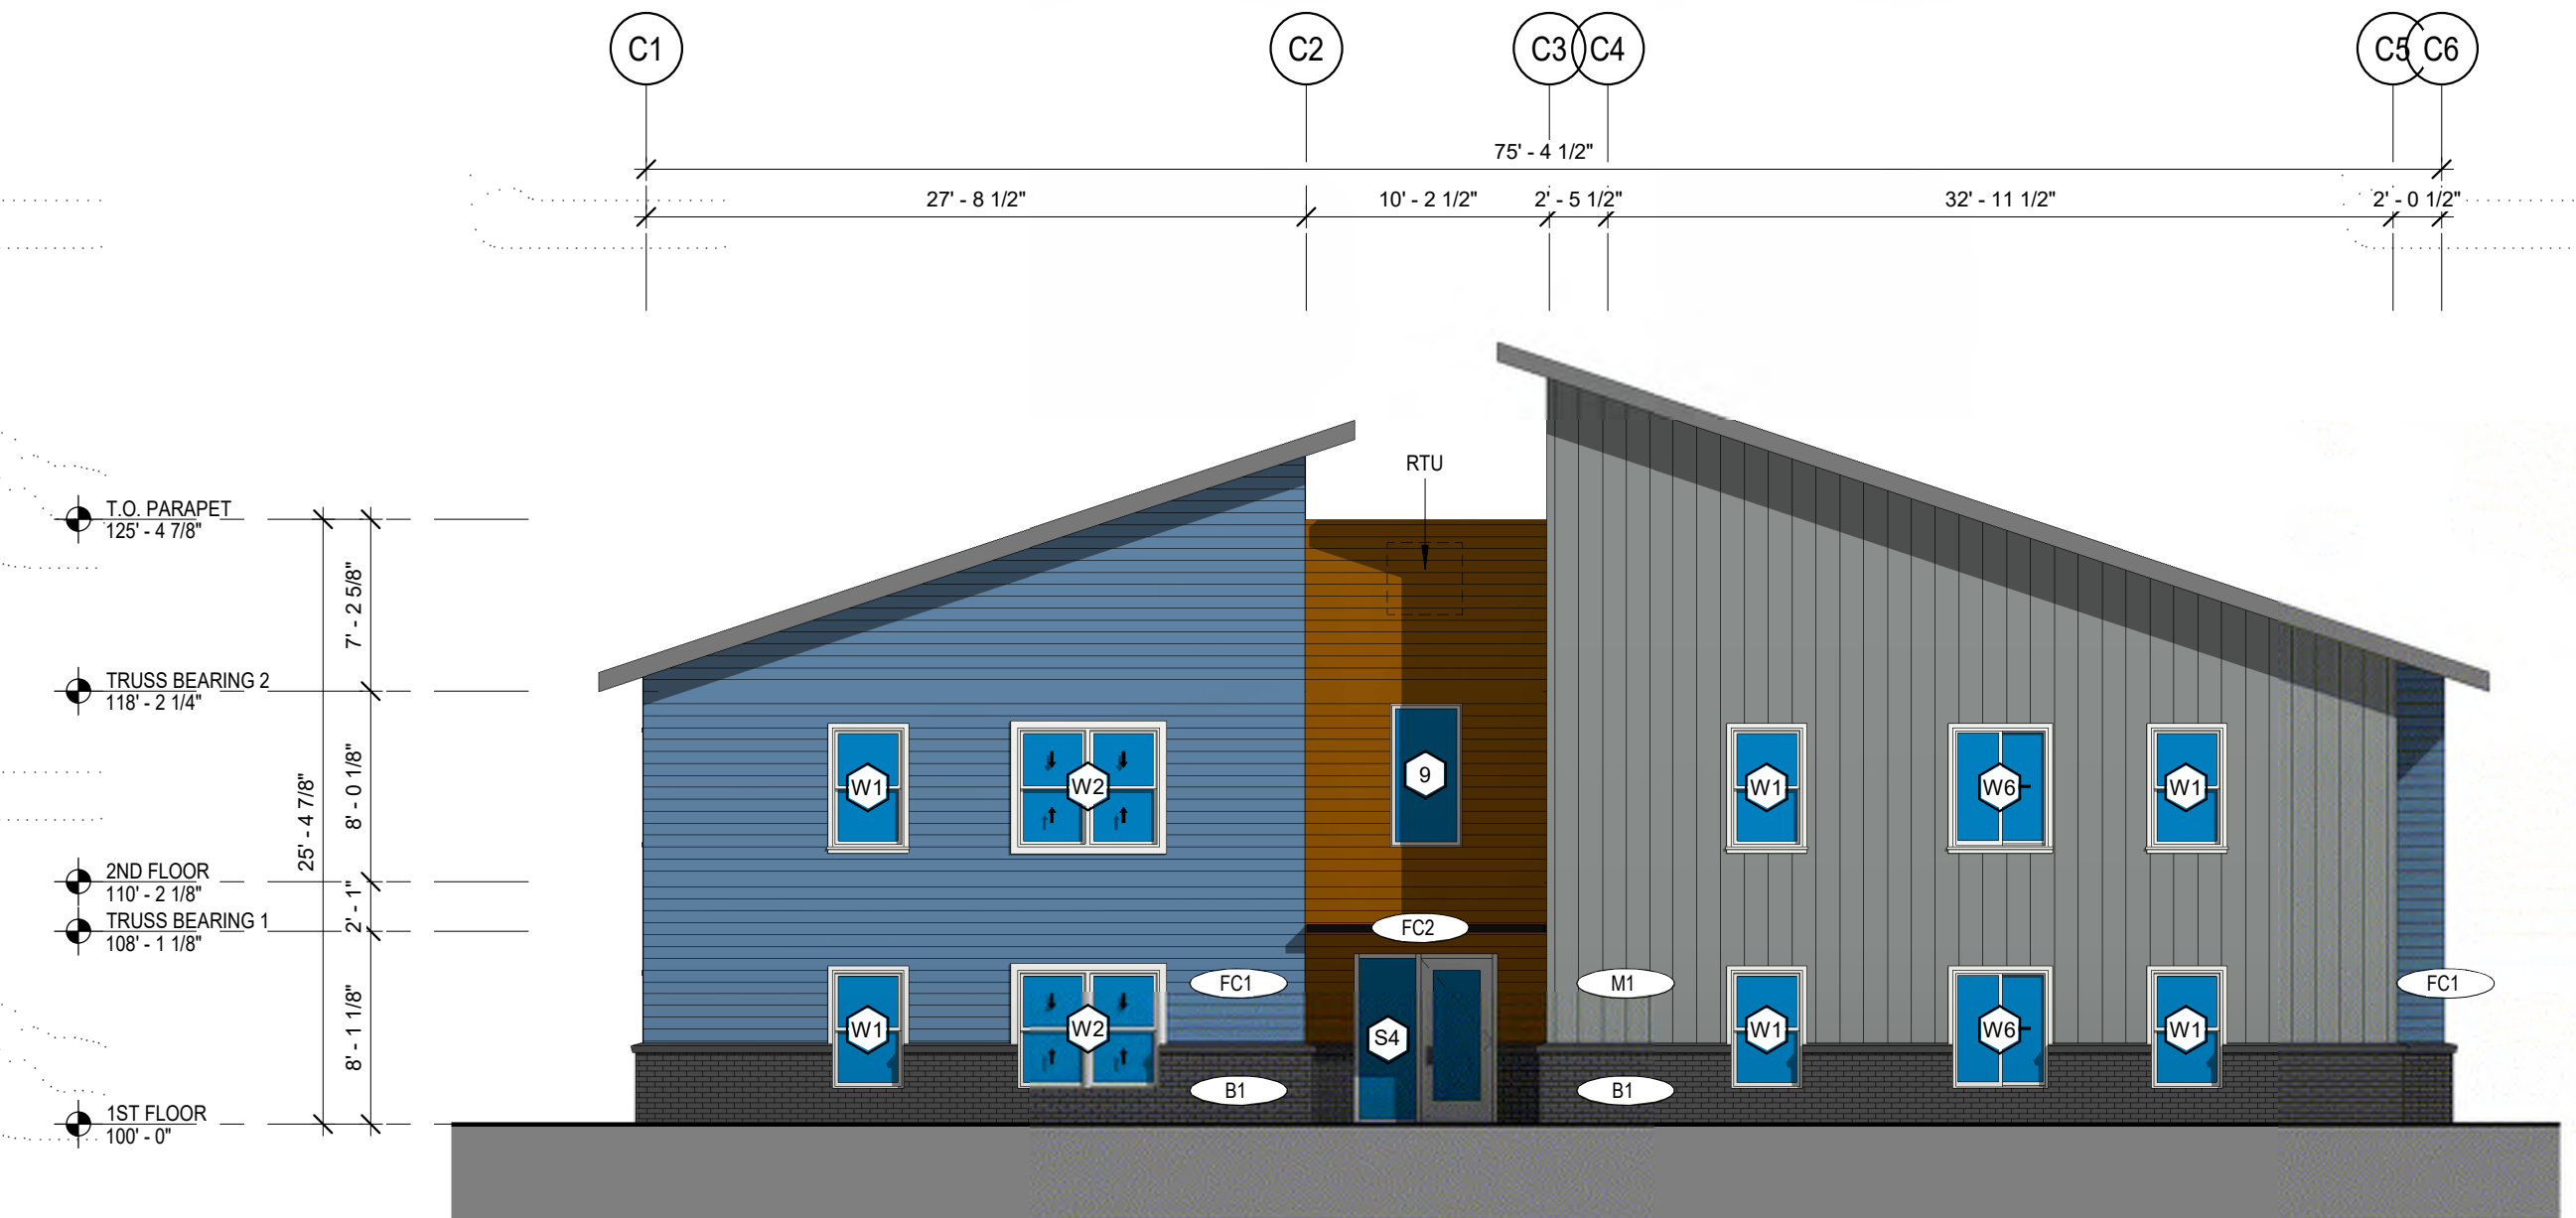 C1
C2
C3
C4
C5
C6
75' - 4 1/2"
27' - 8 1/2"
10' - 2 1/2"
2' - 5 1/2"
32' - 11 1/2"
2' - 0 1/2"
RTU
T.O. PARAPET
125' - 4 7/8"
7' - 2 5/8"
TRUSS BEARING 2
118' - 2 1/4"
8' - 0 1/8"
25' - 4 7/8"
W1
W2
9
W1
W6
W1
2ND FLOOR
110' - 2 1/8"
2' - 1"
TRUSS BEARING 1
108' - 1 1/8"
FC2
FC1
M1
FC1
8' - 1 1/8"
W1
W2
S4
W1
W6
W1
B1
B1
1ST FLOOR
100' - 0"